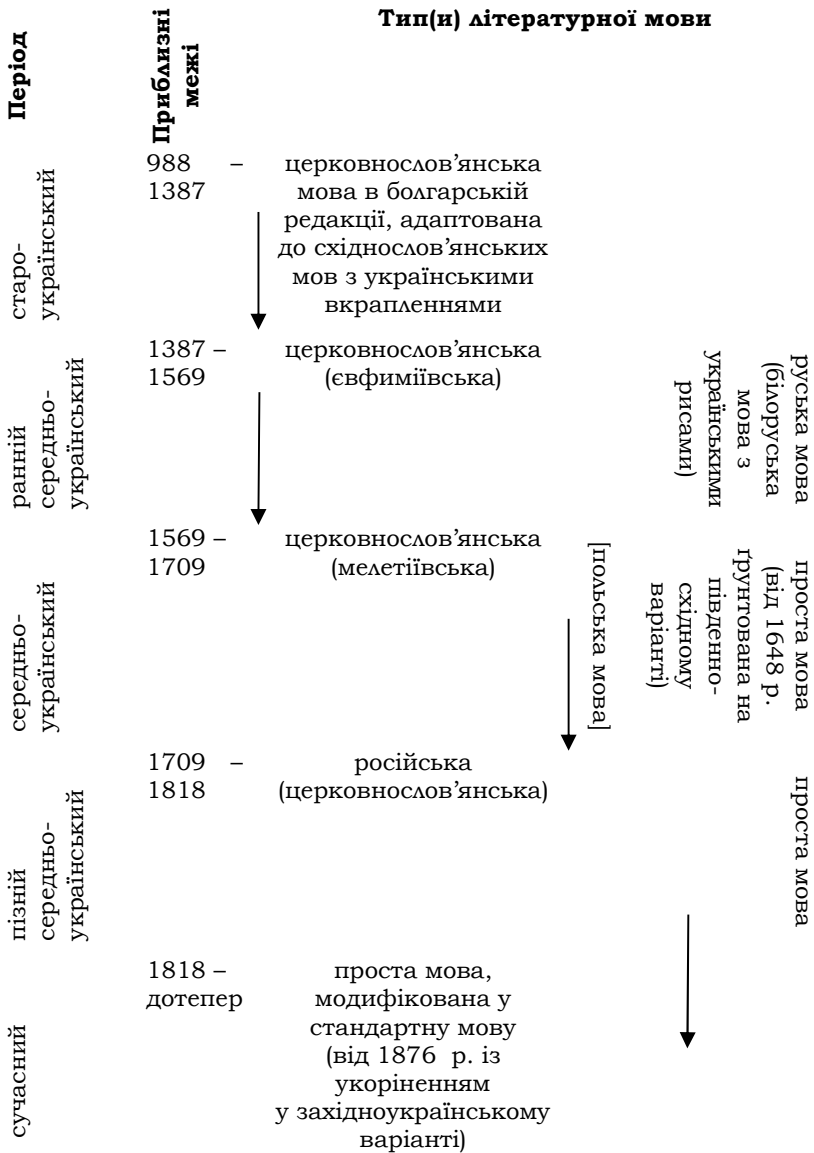 Період
Приблизні
межі
Тип(и) літературної мови
старо-
український
988 –
1387
церковнослов’янська
мова в болгарській
редакції, адаптована
до східнослов’янських
мов з українськими
вкрапленнями
ранній
середньо-
український
1387 –
1569
церковнослов’янська
(євфиміївська)
руська мова
(білоруська
мова з
українськими
рисами)
середньо-
український
1569 –
1709
церковнослов’янська
(мелетіївська)
[польська мова]
проста мова
(від 1648 р.
ґрунтована на
південно-
східному
варіанті)
пізній
середньо-
український
1709 –
1818
російська
(церковнослов’янська)
проста мова
сучасний
1818 –
дотепер
проста мова,
модифікована у
стандартну мову
(від 1876 р. із
укоріненням
у західноукраїнському
варіанті)